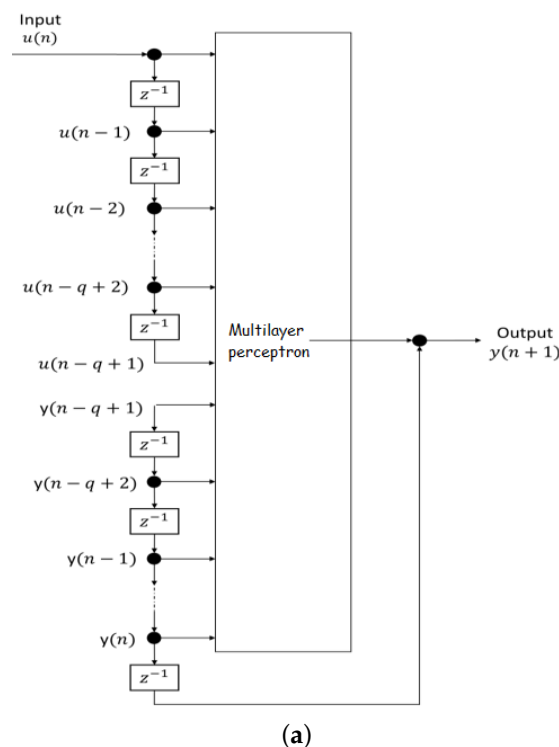 Input
u(n)
z⁻¹
u(n − 1)
z⁻¹
u(n − 2)
u(n − q + 2)
z⁻¹
u(n − q + 1)
Multilayer
perceptron
Output
y(n + 1)
y(n − q + 1)
z⁻¹
y(n − q + 2)
z⁻¹
y(n − 1)
y(n)
z⁻¹
(a)